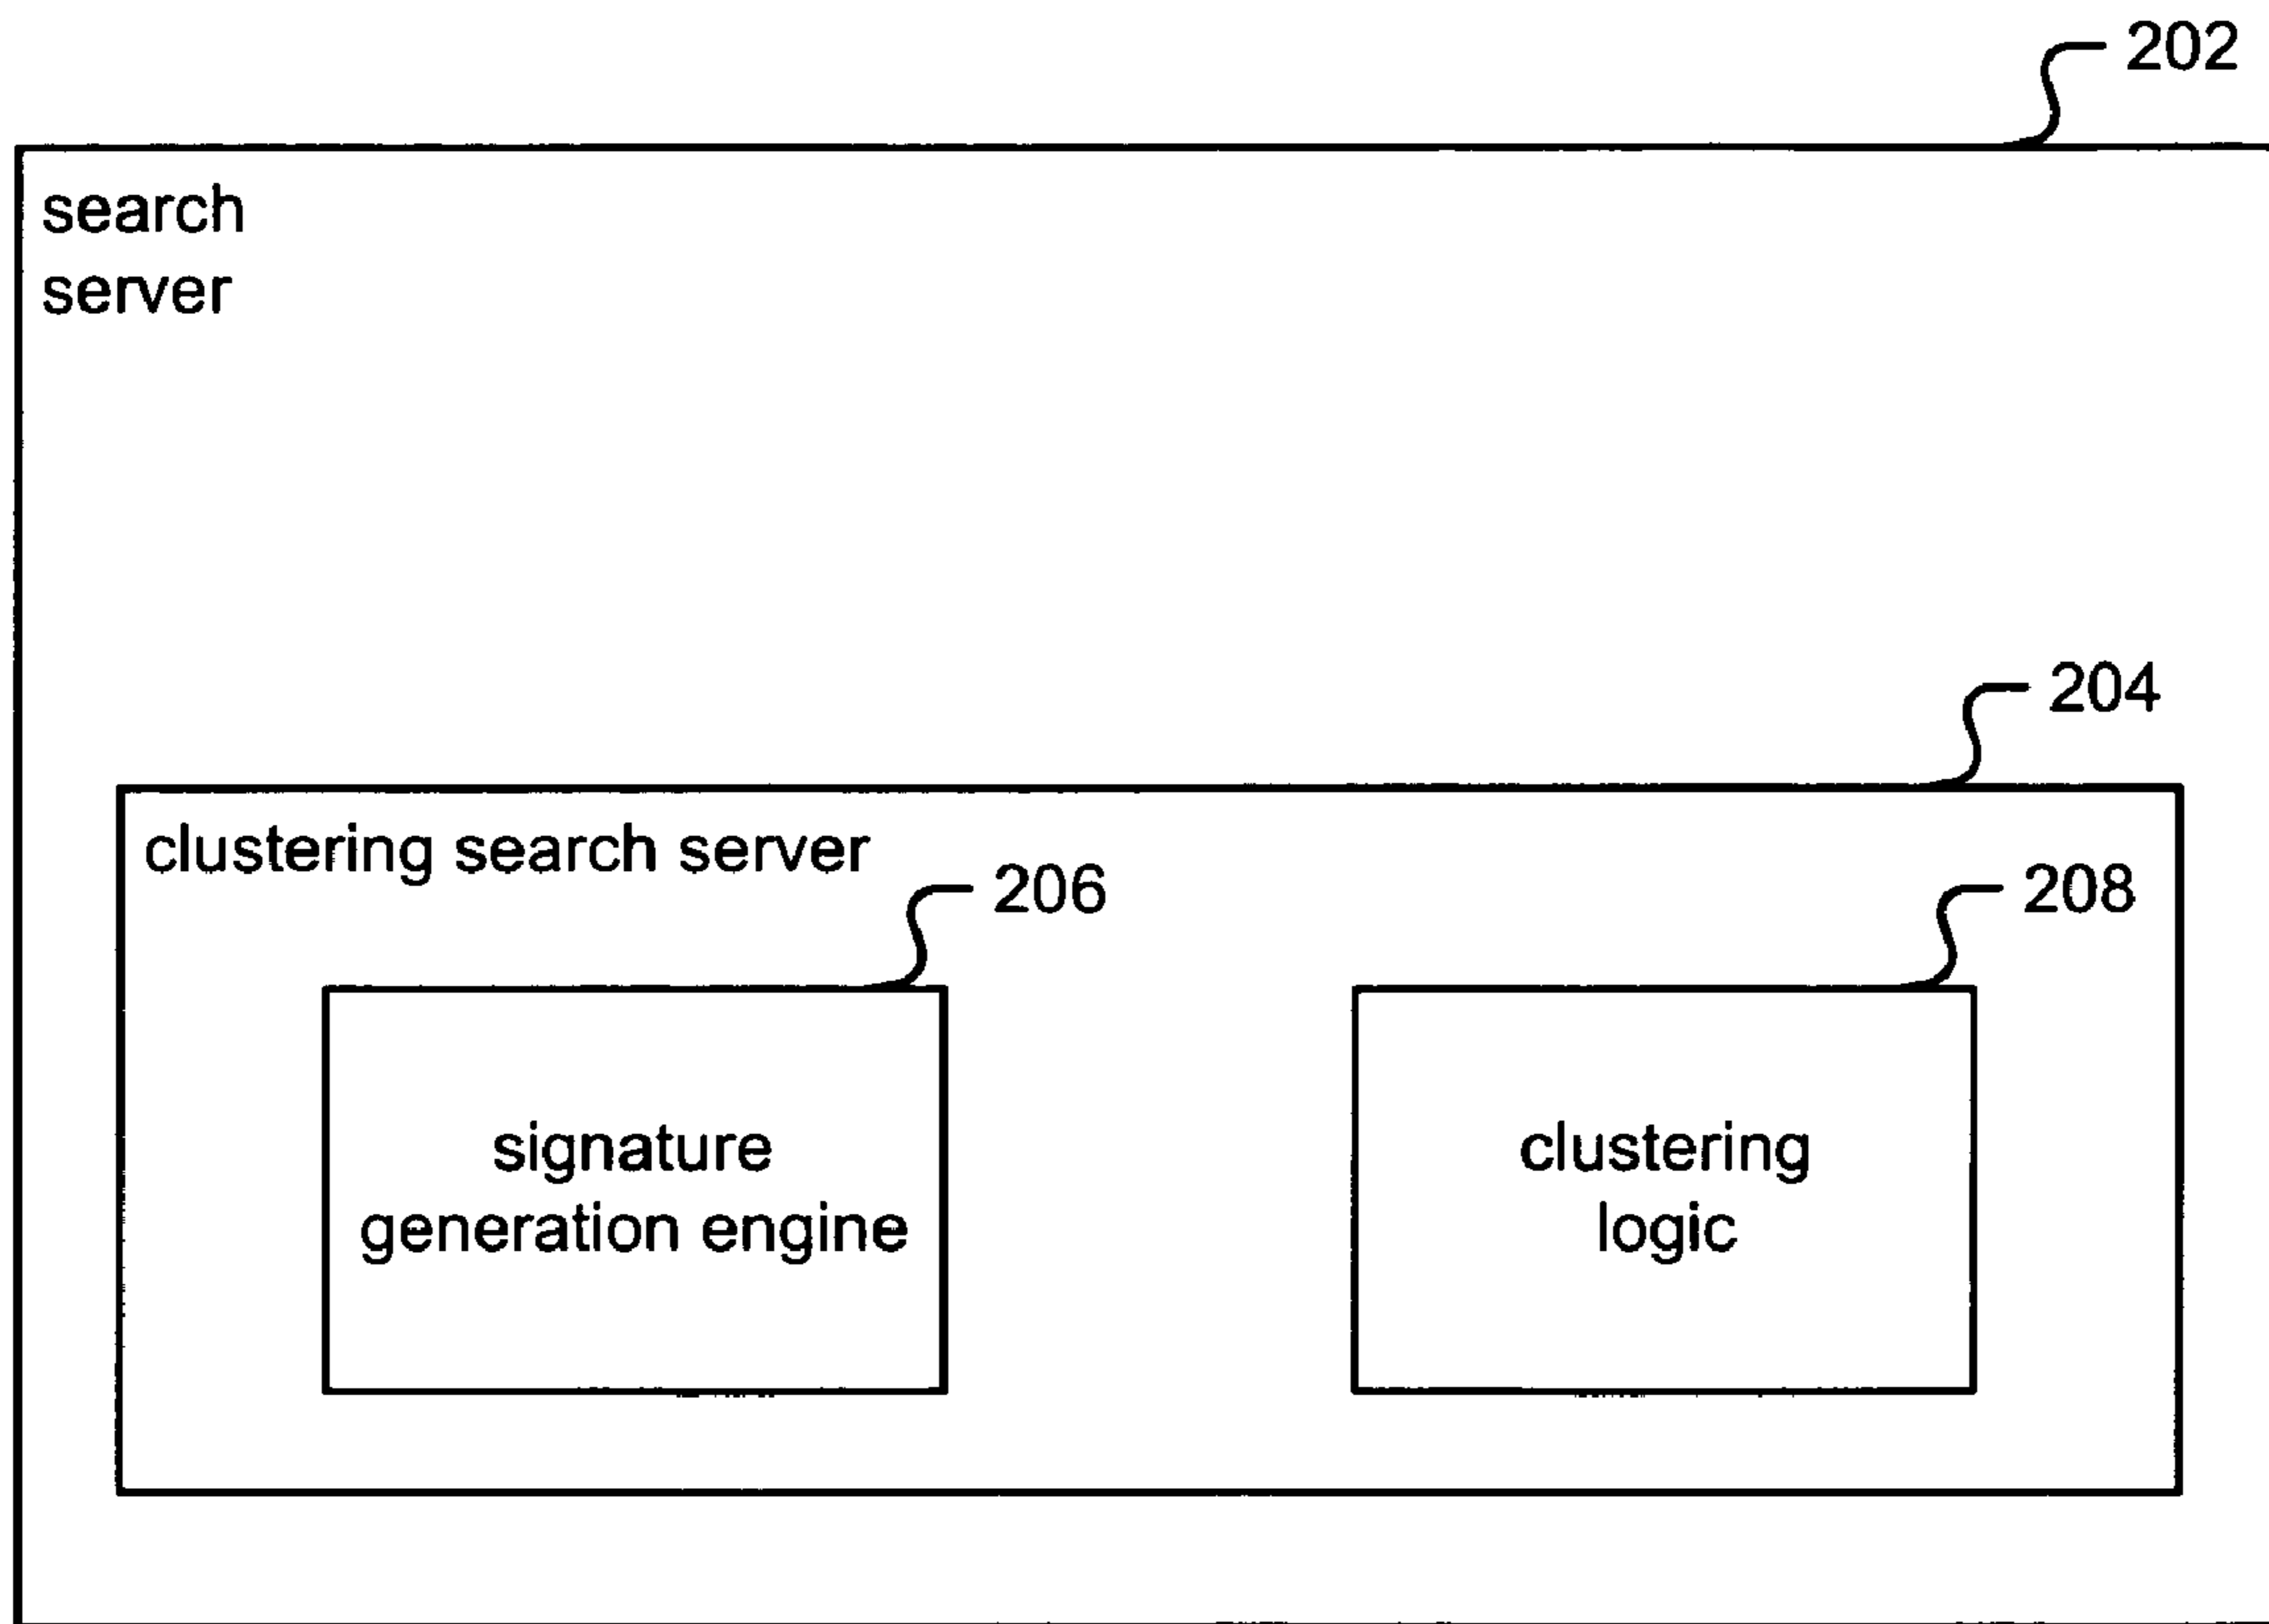 202
search
server
204
clustering search server
206
208
signature
generation engine
clustering
logic